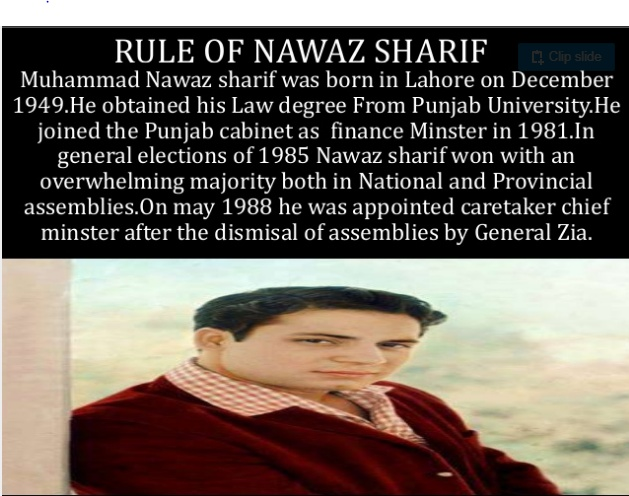 RULE OF NAWAZ SHARIF
Clip slide
Muhammad Nawaz sharif was born in Lahore on December
1949.He obtained his Law degree From Punjab University.He
joined the Punjab cabinet as finance Minster in 1981.In
general elections of 1985 Nawaz sharif won with an
overwhelming majority both in National and Provincial
assemblies.On may 1988 he was appointed caretaker chief
minster after the dismisal of assemblies by General Zia.